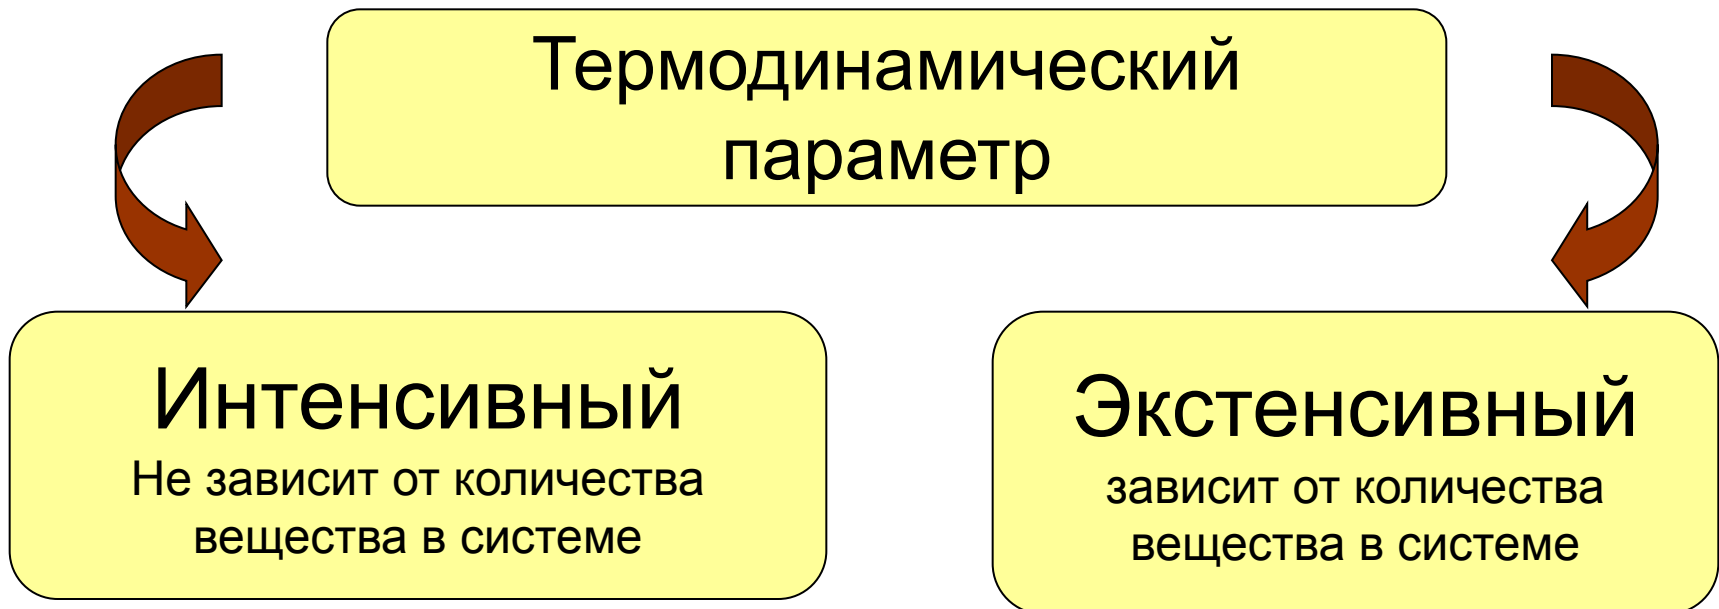 Термодинамический
параметр
Интенсивный
Не зависит от количества
вещества в системе
Экстенсивный
зависит от количества
вещества в системе